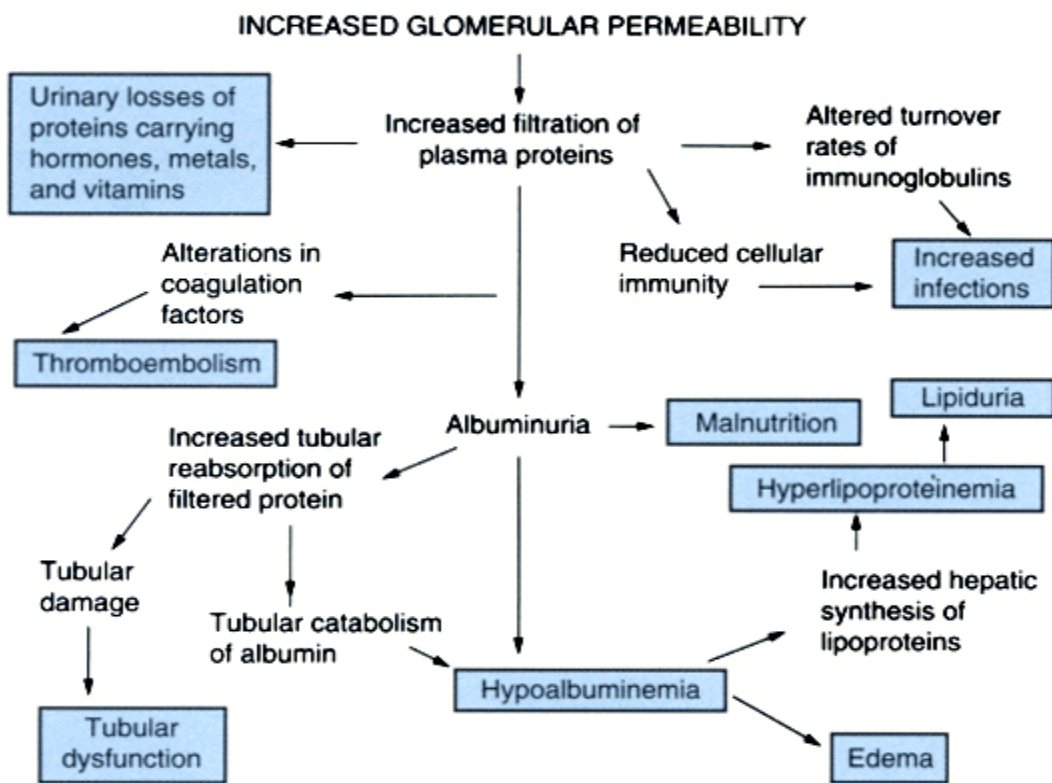 INCREASED GLOMERULAR PERMEABILITY
Urinary losses of
proteins carrying
hormones, metals,
and vitamins
Increased filtration of
plasma proteins
Altered turnover
rates of
immunoglobulins
Reduced cellular
immunity
Increased
infections
Alterations in
coagulation
factors
Thromboembolism
Albuminuria
Malnutrition
Lipiduria
Hyperlipoproteinemia
Increased tubular
reabsorption of
filtered protein
Tubular
damage
Tubular catabolism
of albumin
Increased hepatic
synthesis of
lipoproteins
Hypoalbuminemia
Tubular
dysfunction
Edema